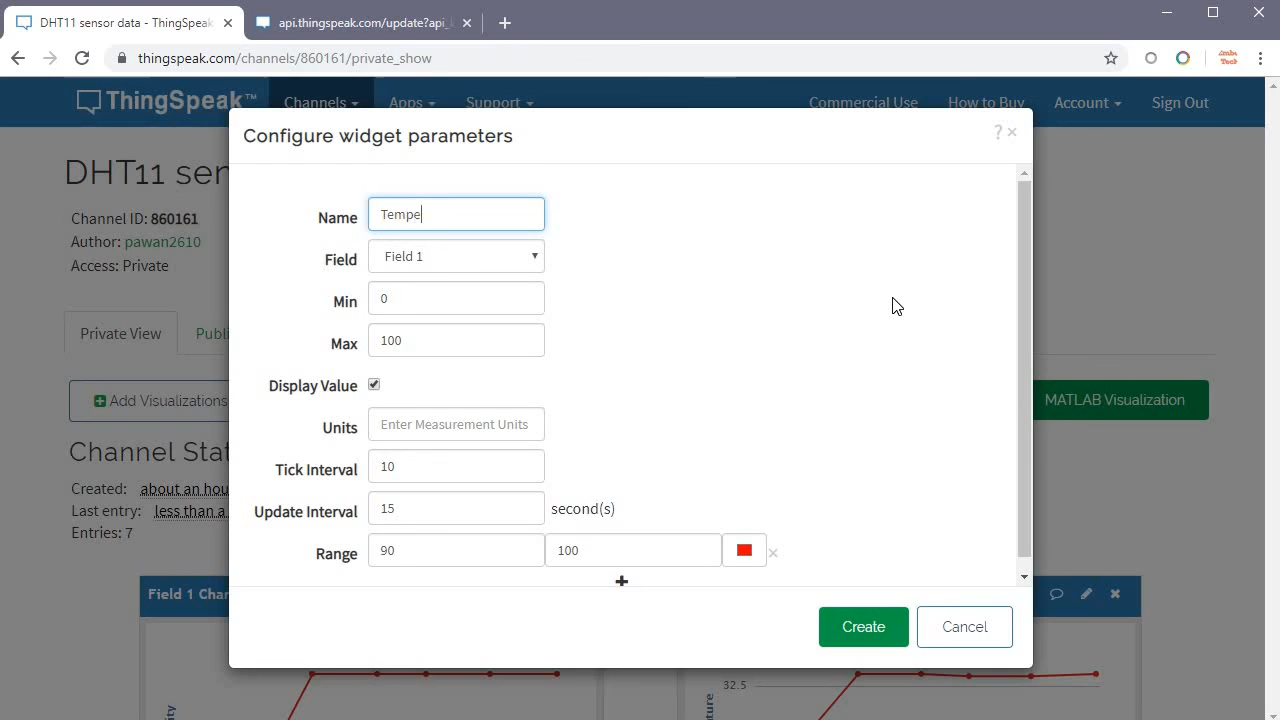 DHT11 sensor data - ThingSpeak
api.thingspeak.com/update?api_
thingspeak.com/channels/860161/private_show
ThingSpeak™ Channels Apps Support Commercial Use How to Buy Account Sign Out
Configure widget parameters
DHT11 sen
Channel ID: 860161
Author: pawan2610
Access: Private
Private View Publi
Add Visualizations
MATLAB Visualization
Channel Stat
Created: about an hou
Last entry: less than a
Entries: 7
Name Tempe
Field Field 1
Min 0
Max 100
Display Value
Units Enter Measurement Units
Tick Interval 10
Update Interval 15 second(s)
Range 90 100
Create Cancel
Field 1 Char
32.5